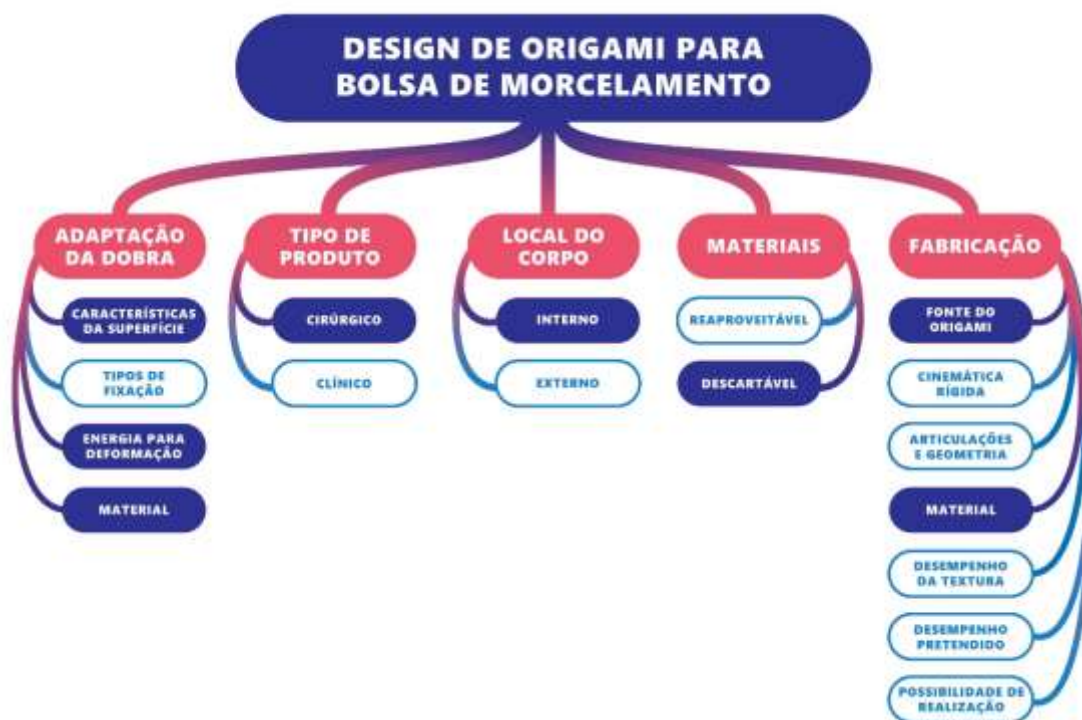 DESIGN DE ORIGAMI PARA
BOLSA DE MORCELAMENTO
ADAPTAÇÃO
DA DOBRA
CARACTERÍSTICAS
DA SUPERFÍCIE
TIPOS DE
FIXAÇÃO
ENERGIA PARA
DEFORMAÇÃO
MATERIAL
TIPO DE
PRODUTO
CIRÚRGICO
CLÍNICO
LOCAL DO
CORPO
INTERNO
EXTERNO
MATERIAIS
REAPROVEITÁVEL
DESCARTÁVEL
FABRICAÇÃO
FONTE DO
ORIGAMI
CINEMÁTICA
RÍGIDA
ARTICULAÇÕES
E GEOMETRIA
MATERIAL
DESEMPENHO
DA TEXTURA
DESEMPENHO
PRETENDIDO
POSSIBILIDADE DE
REALIZAÇÃO